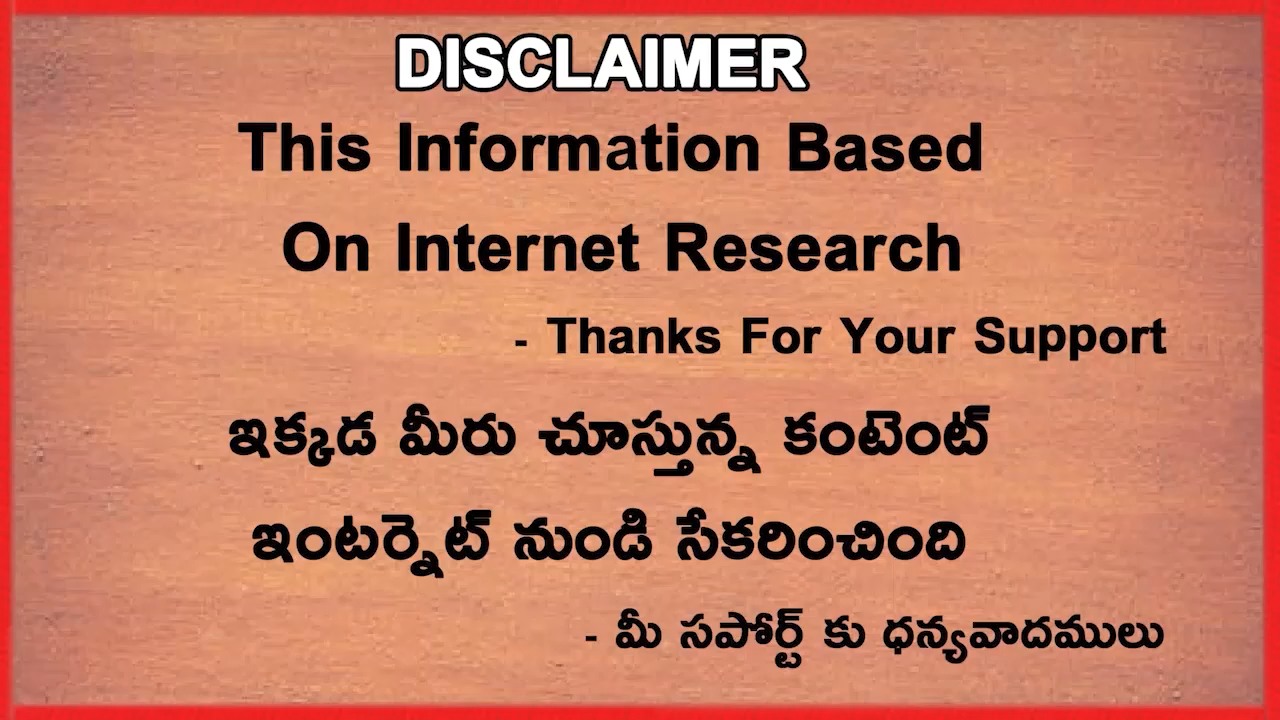 DISCLAIMER
This Information Based
On Internet Research
- Thanks For Your Support
ఇక్కడ మీరు చూస్తున్న కంటెంట్
ఇంటర్నెట్ నుండి సేకరించింది
- మీ సపోర్ట్ కు ధన్యవాదములు